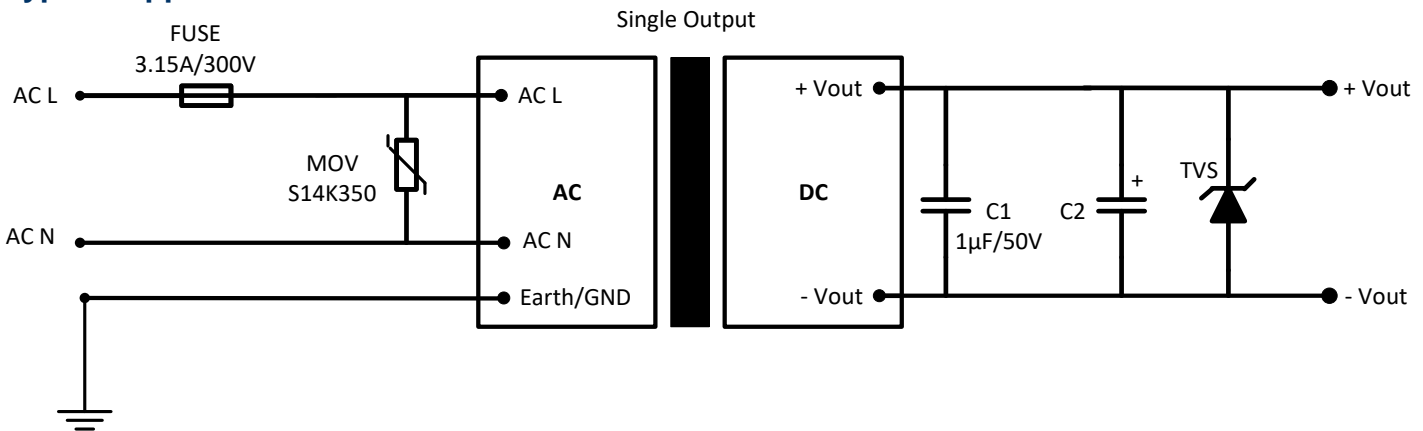 Single Output
FUSE
3.15A/300V
AC L
AC L
MOV
S14K350
AC
AC N
AC N
Earth/GND
+ Vout
DC
- Vout
C1
1µF/50V
C2
+
TVS
+ Vout
- Vout